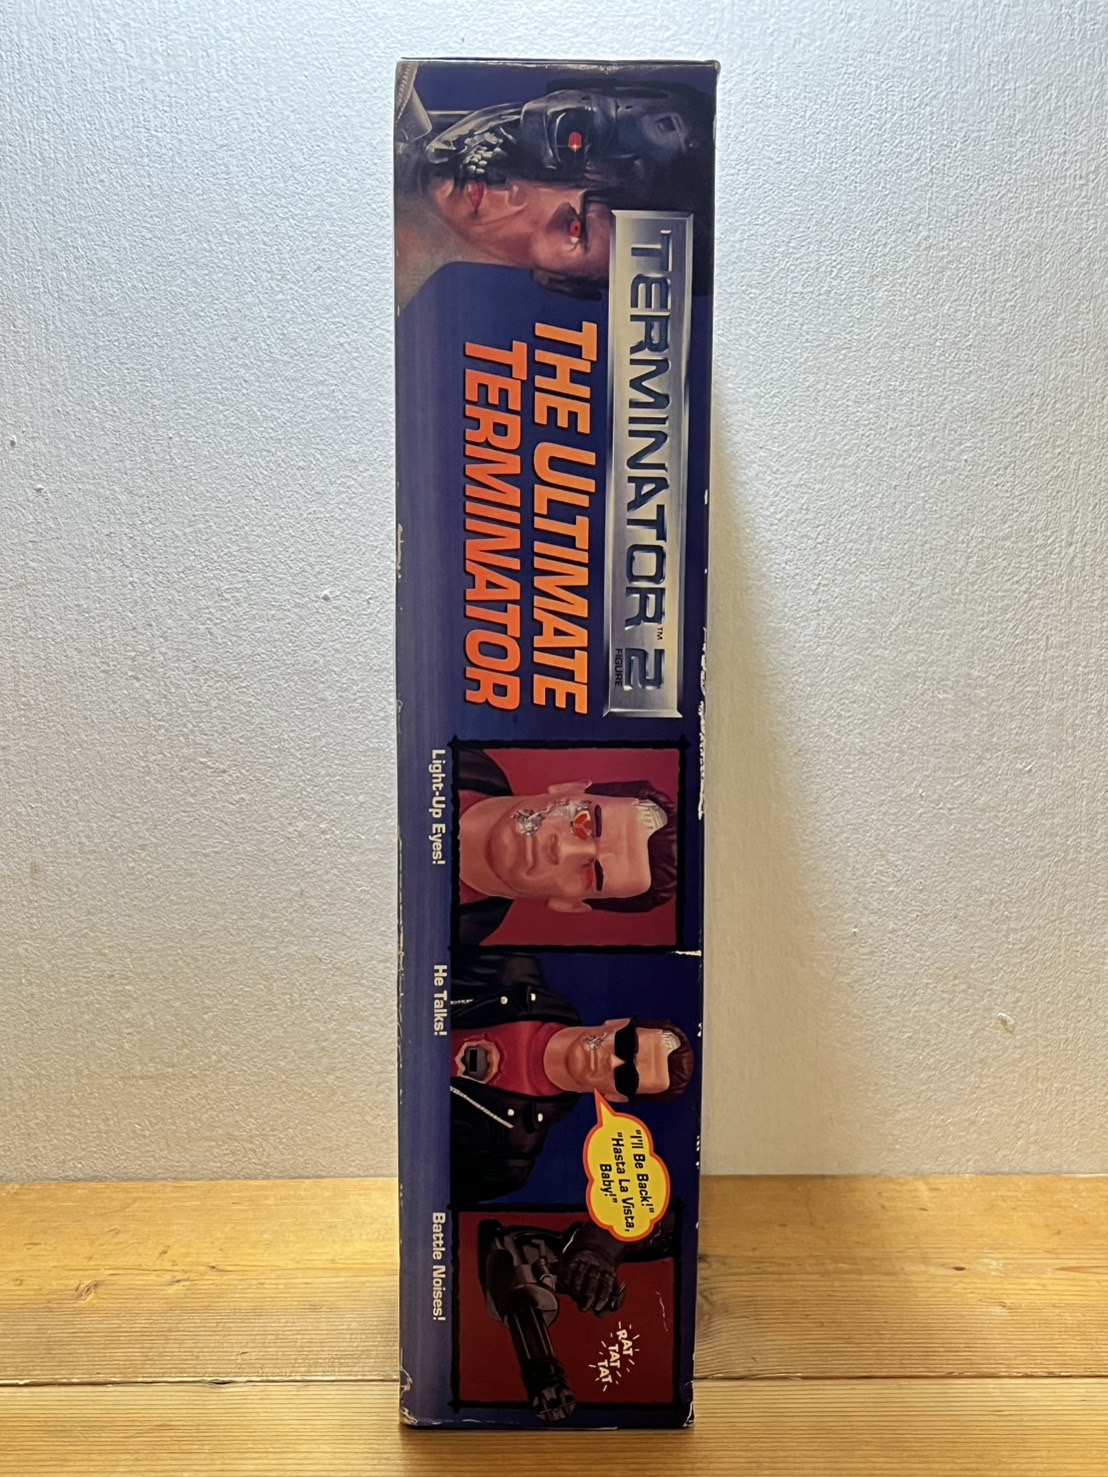 TERMINATOR™ 2
FIGURE
THE ULTIMATE
TERMINATOR
Light-Up Eyes!
He Talks!
"I'll Be Back!"
"Hasta La Vista,
Baby!"
Battle Noises!
RAT
TAT
TAT